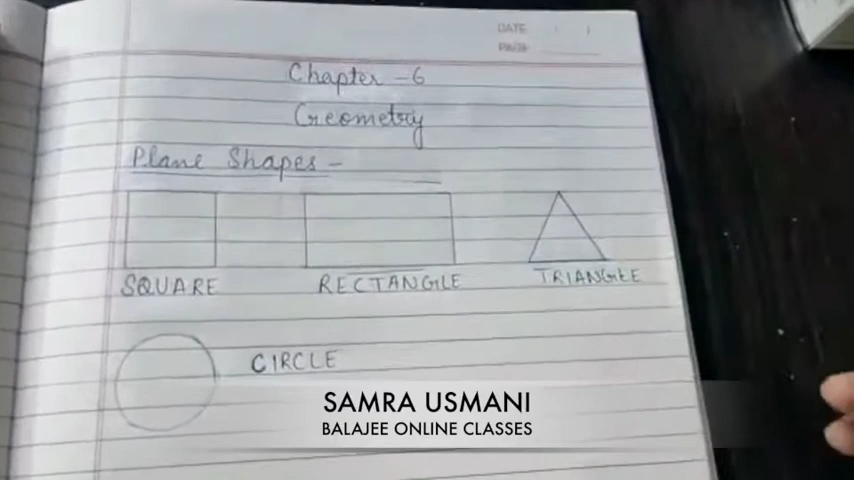 DATE
PAGE
Chapter - 6
Geometry
Plane Shapes -
SQUARE RECTANGLE TRIANGLE
CIRCLE
SAMRA USMANI
BALAJEE ONLINE CLASSES